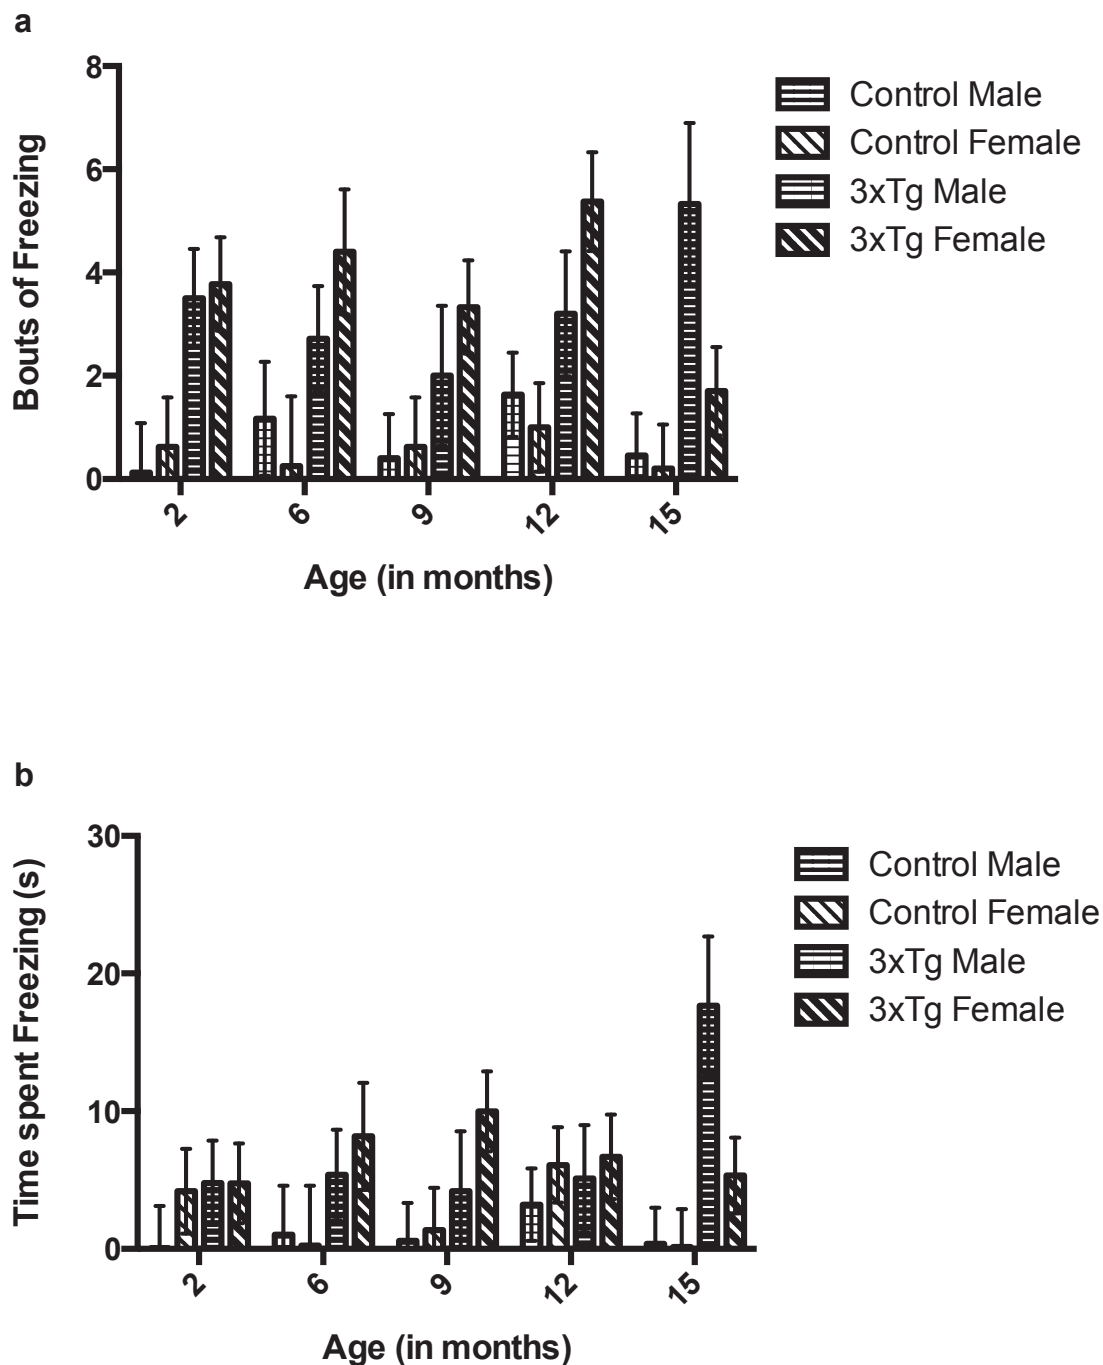 a
8
6
4
2
0
Bouts of Freezing
2
6
9
12
15
Age (in months)
Control Male
Control Female
3xTg Male
3xTg Female
b
30
20
10
0
Time spent Freezing (s)
2
6
9
12
15
Age (in months)
Control Male
Control Female
3xTg Male
3xTg Female